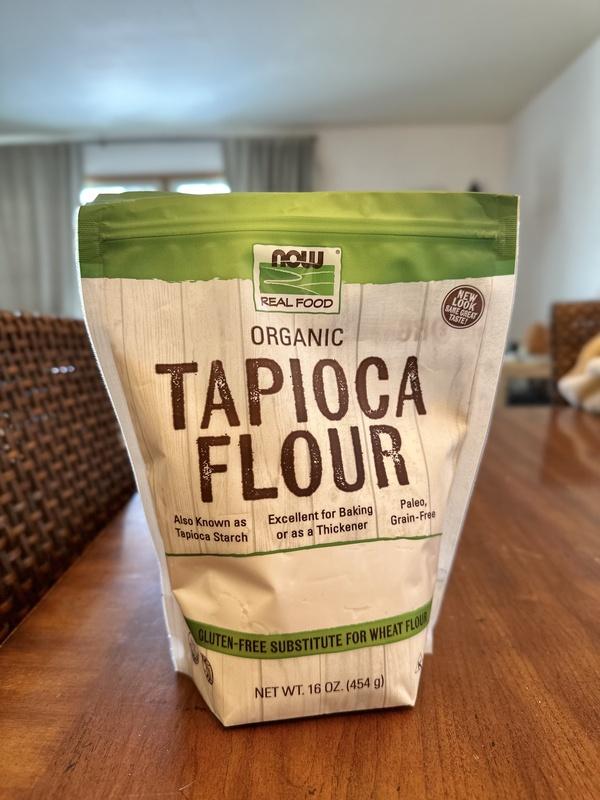 now®
REAL FOOD
NEW
LOOK
SAME GREAT
TASTE!
ORGANIC
TAPIOCA
FLOUR
Also Known as
Tapioca Starch
Excellent for Baking
or as a Thickener
Paleo,
Grain-Free
GLUTEN-FREE SUBSTITUTE FOR WHEAT FLOUR
NET WT. 16 OZ. (454 g)